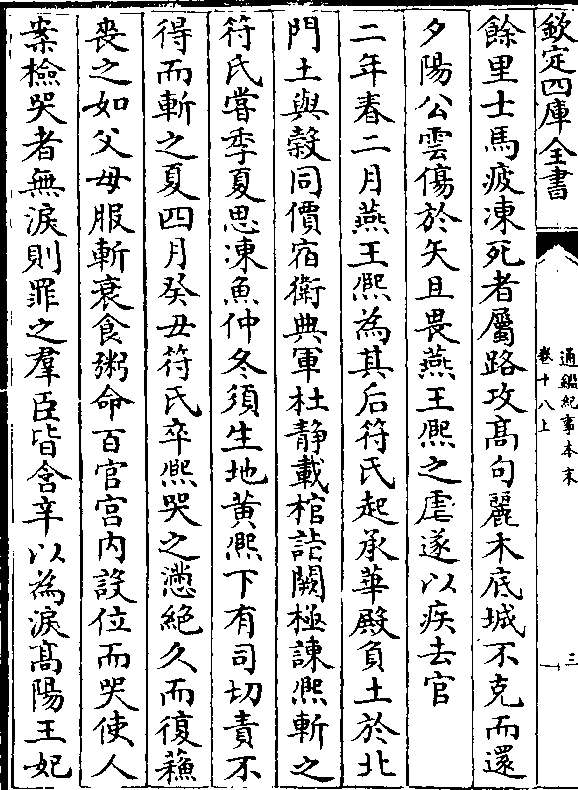 欽定四庫全書
通鑑紀事本末
卷十八上
三
餘里士馬疲凍死者屬路攻髙句麗木底城不克而還
夕陽公雲傷於矢且畏燕王熙之虐遂以疾去官
二年春二月燕王熙為其后符氏起承華殿負土於北
門土與穀同價宿衛典軍杜静載棺詣闕極諫熙斬之
符氏嘗季夏思凍魚仲冬須生地黄熙下有司切責不
得而斬之夏四月癸丑符氏卒熙哭之懣絶久而復蘓
喪之如父母服斬衰食粥命百官宫内設位而哭使人
案檢哭者無淚則罪之羣臣皆含辛以為淚髙陽王妃